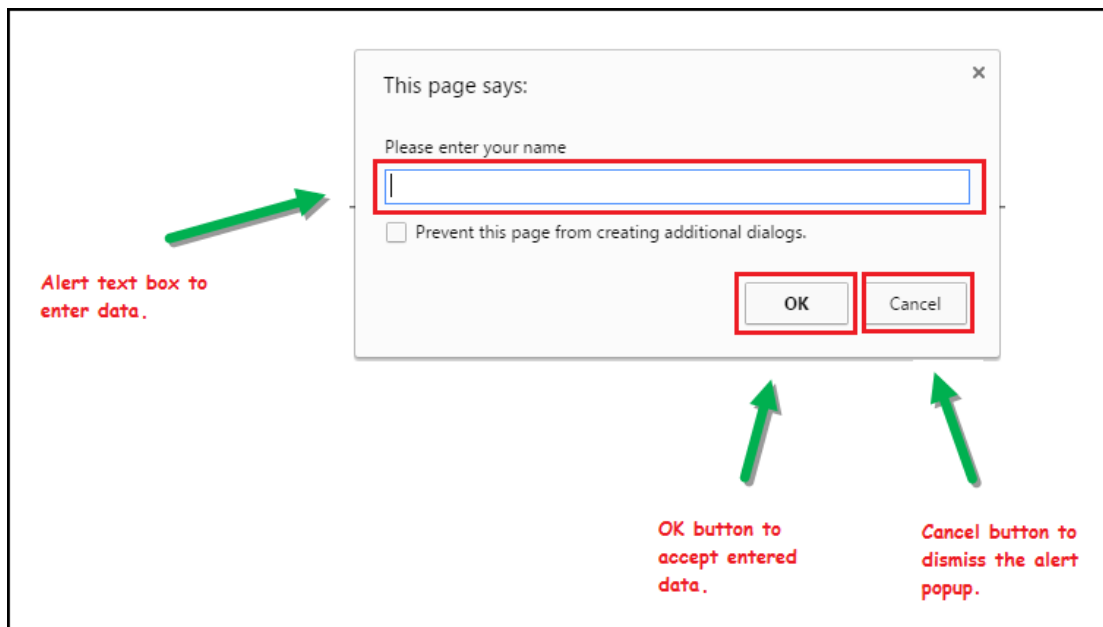 This page says:
×
Please enter your name
Prevent this page from creating additional dialogs.
OK
Cancel
Alert text box to
enter data.
OK button to
accept entered
data.
Cancel button to
dismiss the alert
popup.